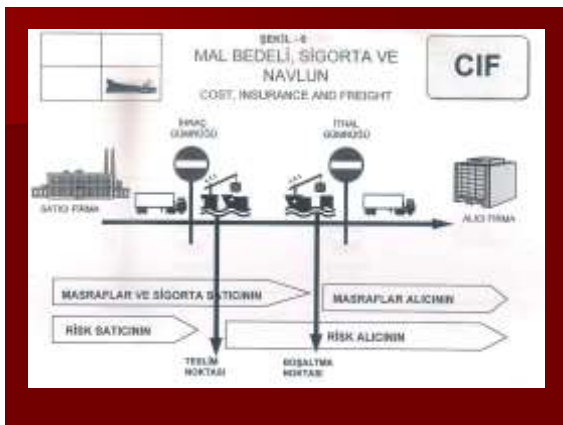 ŞEKİL - 6
MAL BEDELİ, SİGORTA VE
NAVLUN
COST, INSURANCE AND FREIGHT
CIF
İHRAÇ
GÜMRÜĞÜ
İTHAL
GÜMRÜĞÜ
SATICI FİRMA
ALICI FİRMA
MASRAFLAR VE SİGORTA SATICININ
MASRAFLAR ALICININ
RİSK SATICININ
RİSK ALICININ
TESLİM
NOKTASI
BOŞALTMA
NOKTASI